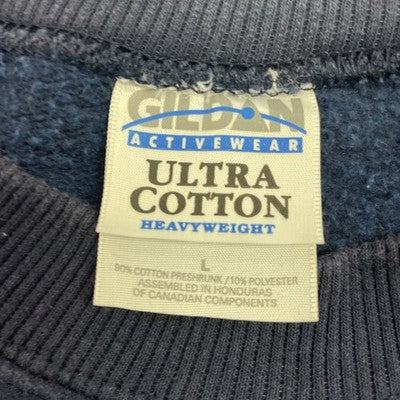 GILDAN
ACTIVEWEAR
ULTRA
COTTON
HEAVYWEIGHT
L
90% COTTON PRESHRUNK / 10% POLYESTER
ASSEMBLED IN HONDURAS
OF CANADIAN COMPONENTS